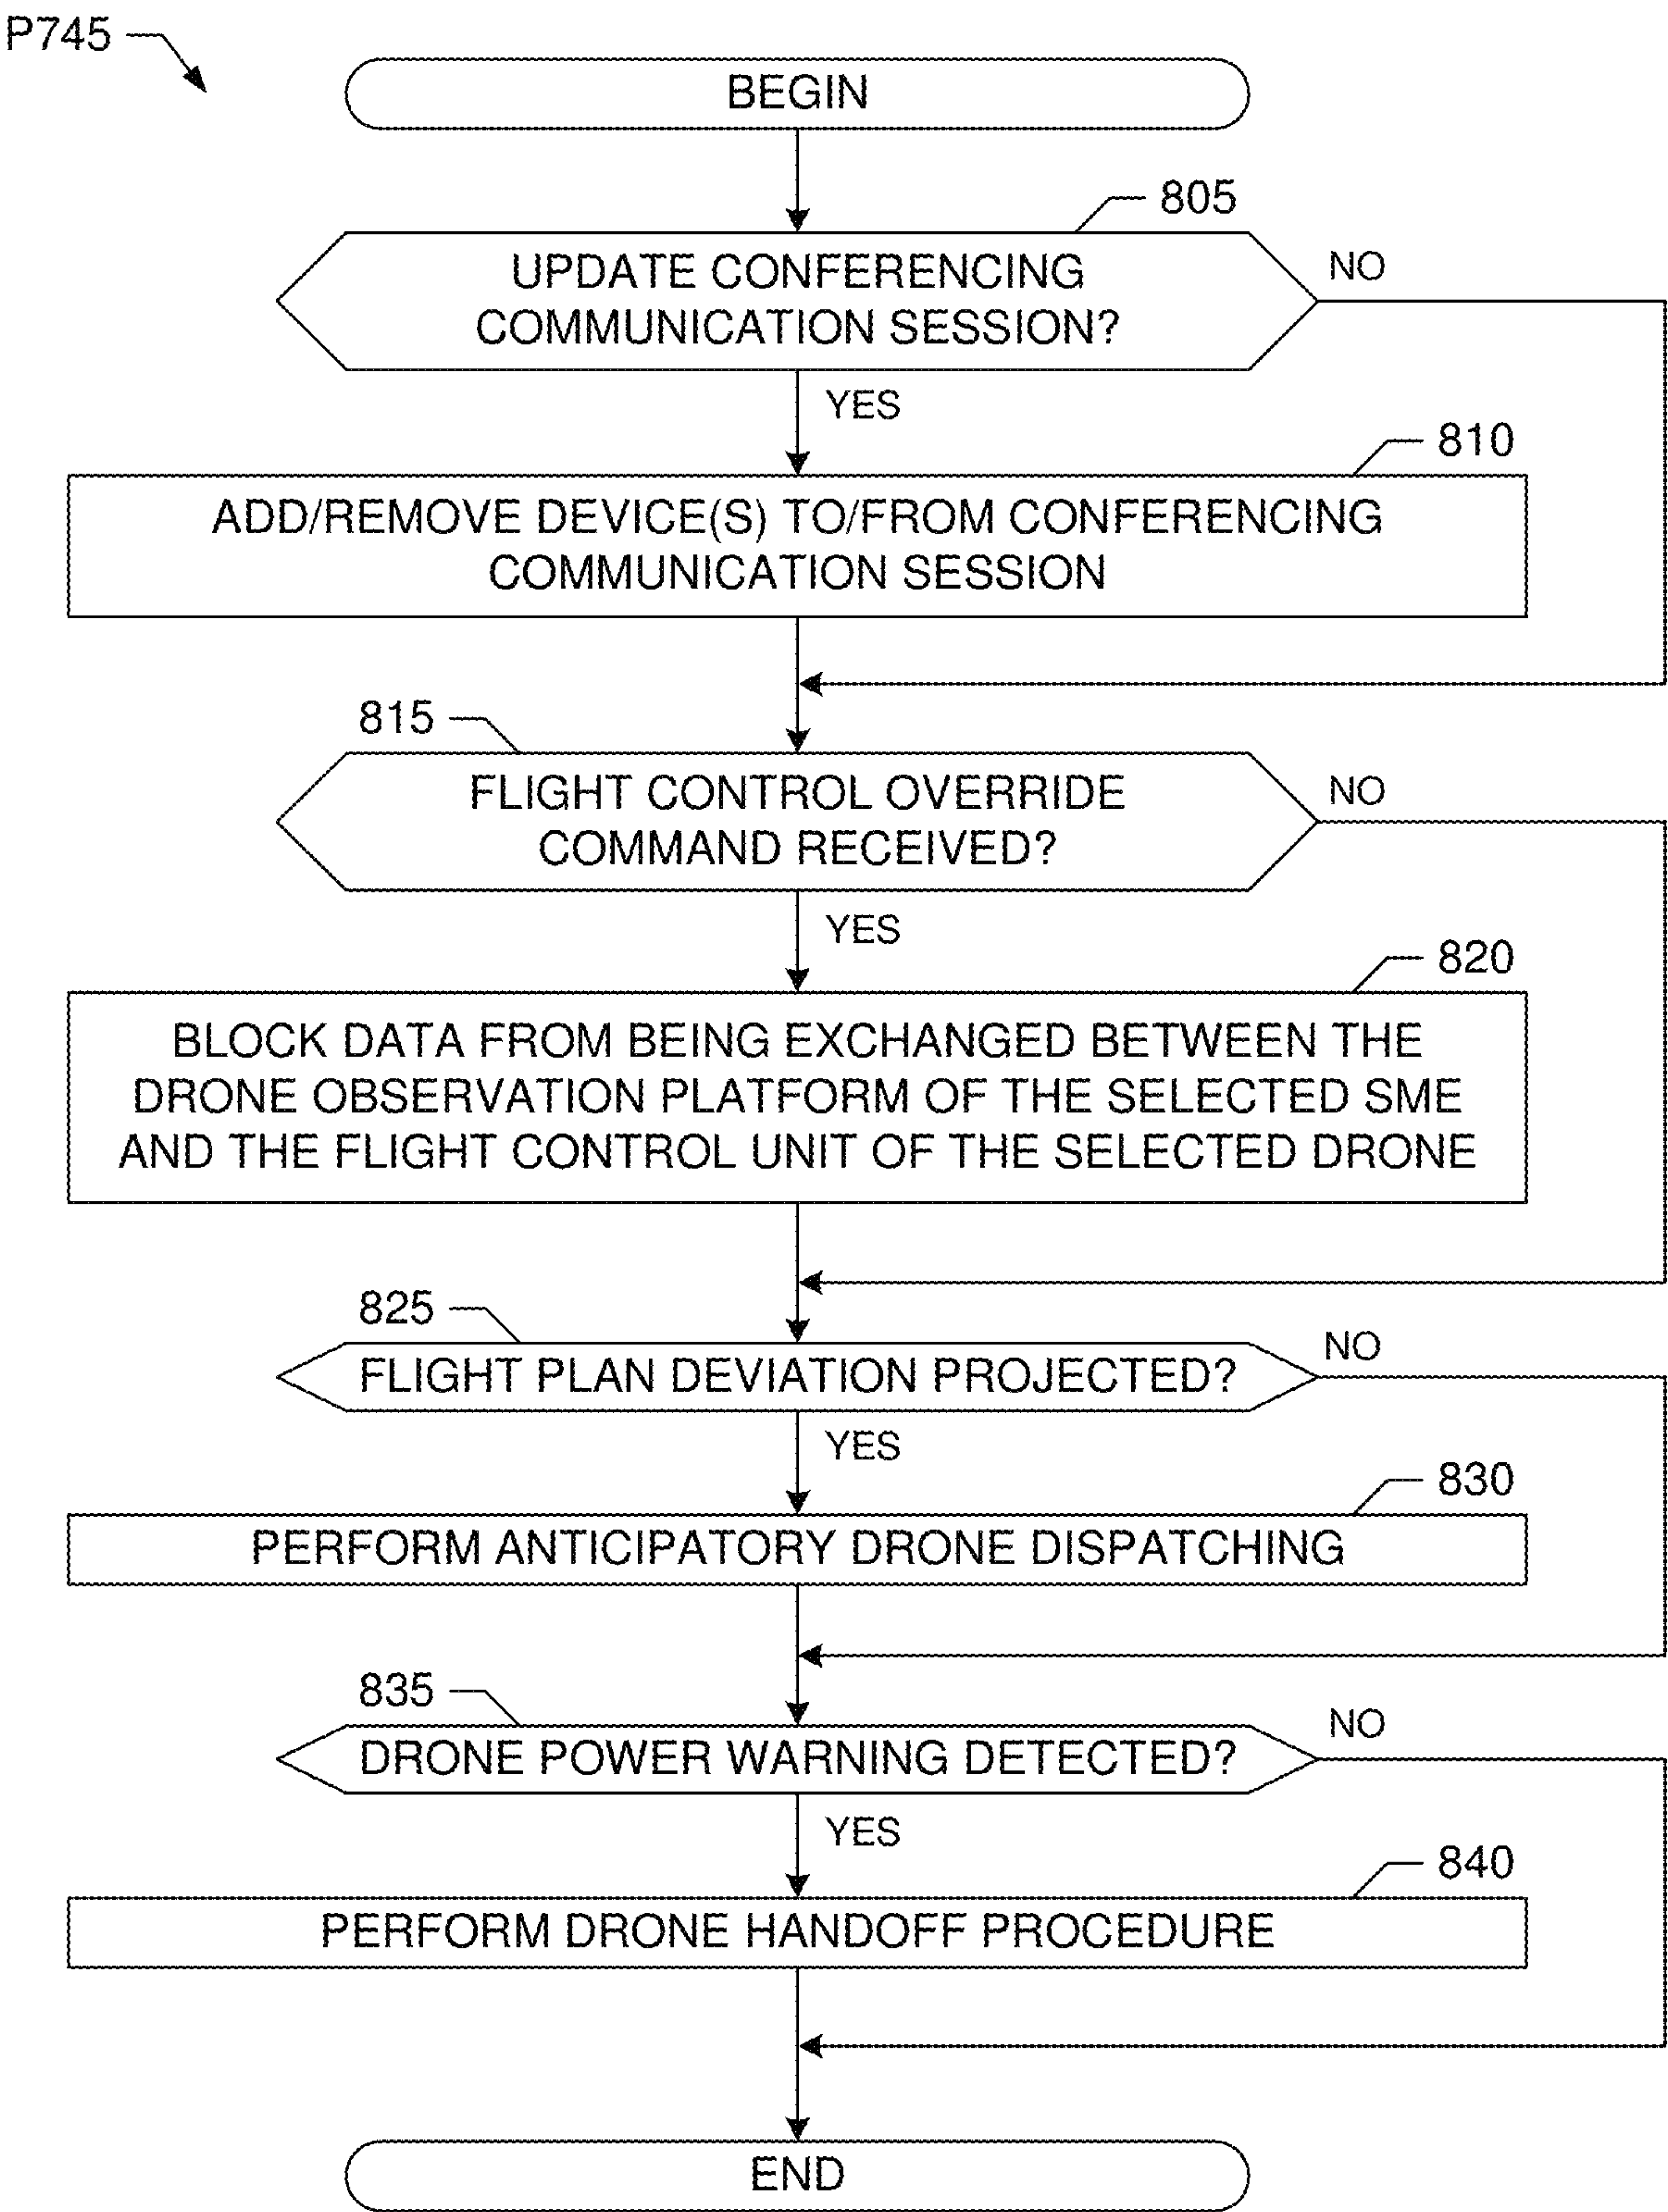 P745
BEGIN
805
UPDATE CONFERENCING
COMMUNICATION SESSION?
NO
YES
810
ADD/REMOVE DEVICE(S) TO/FROM CONFERENCING
COMMUNICATION SESSION
815
FLIGHT CONTROL OVERRIDE
COMMAND RECEIVED?
NO
YES
820
BLOCK DATA FROM BEING EXCHANGED BETWEEN THE
DRONE OBSERVATION PLATFORM OF THE SELECTED SME
AND THE FLIGHT CONTROL UNIT OF THE SELECTED DRONE
825
FLIGHT PLAN DEVIATION PROJECTED?
NO
YES
830
PERFORM ANTICIPATORY DRONE DISPATCHING
835
DRONE POWER WARNING DETECTED?
NO
YES
840
PERFORM DRONE HANDOFF PROCEDURE
END